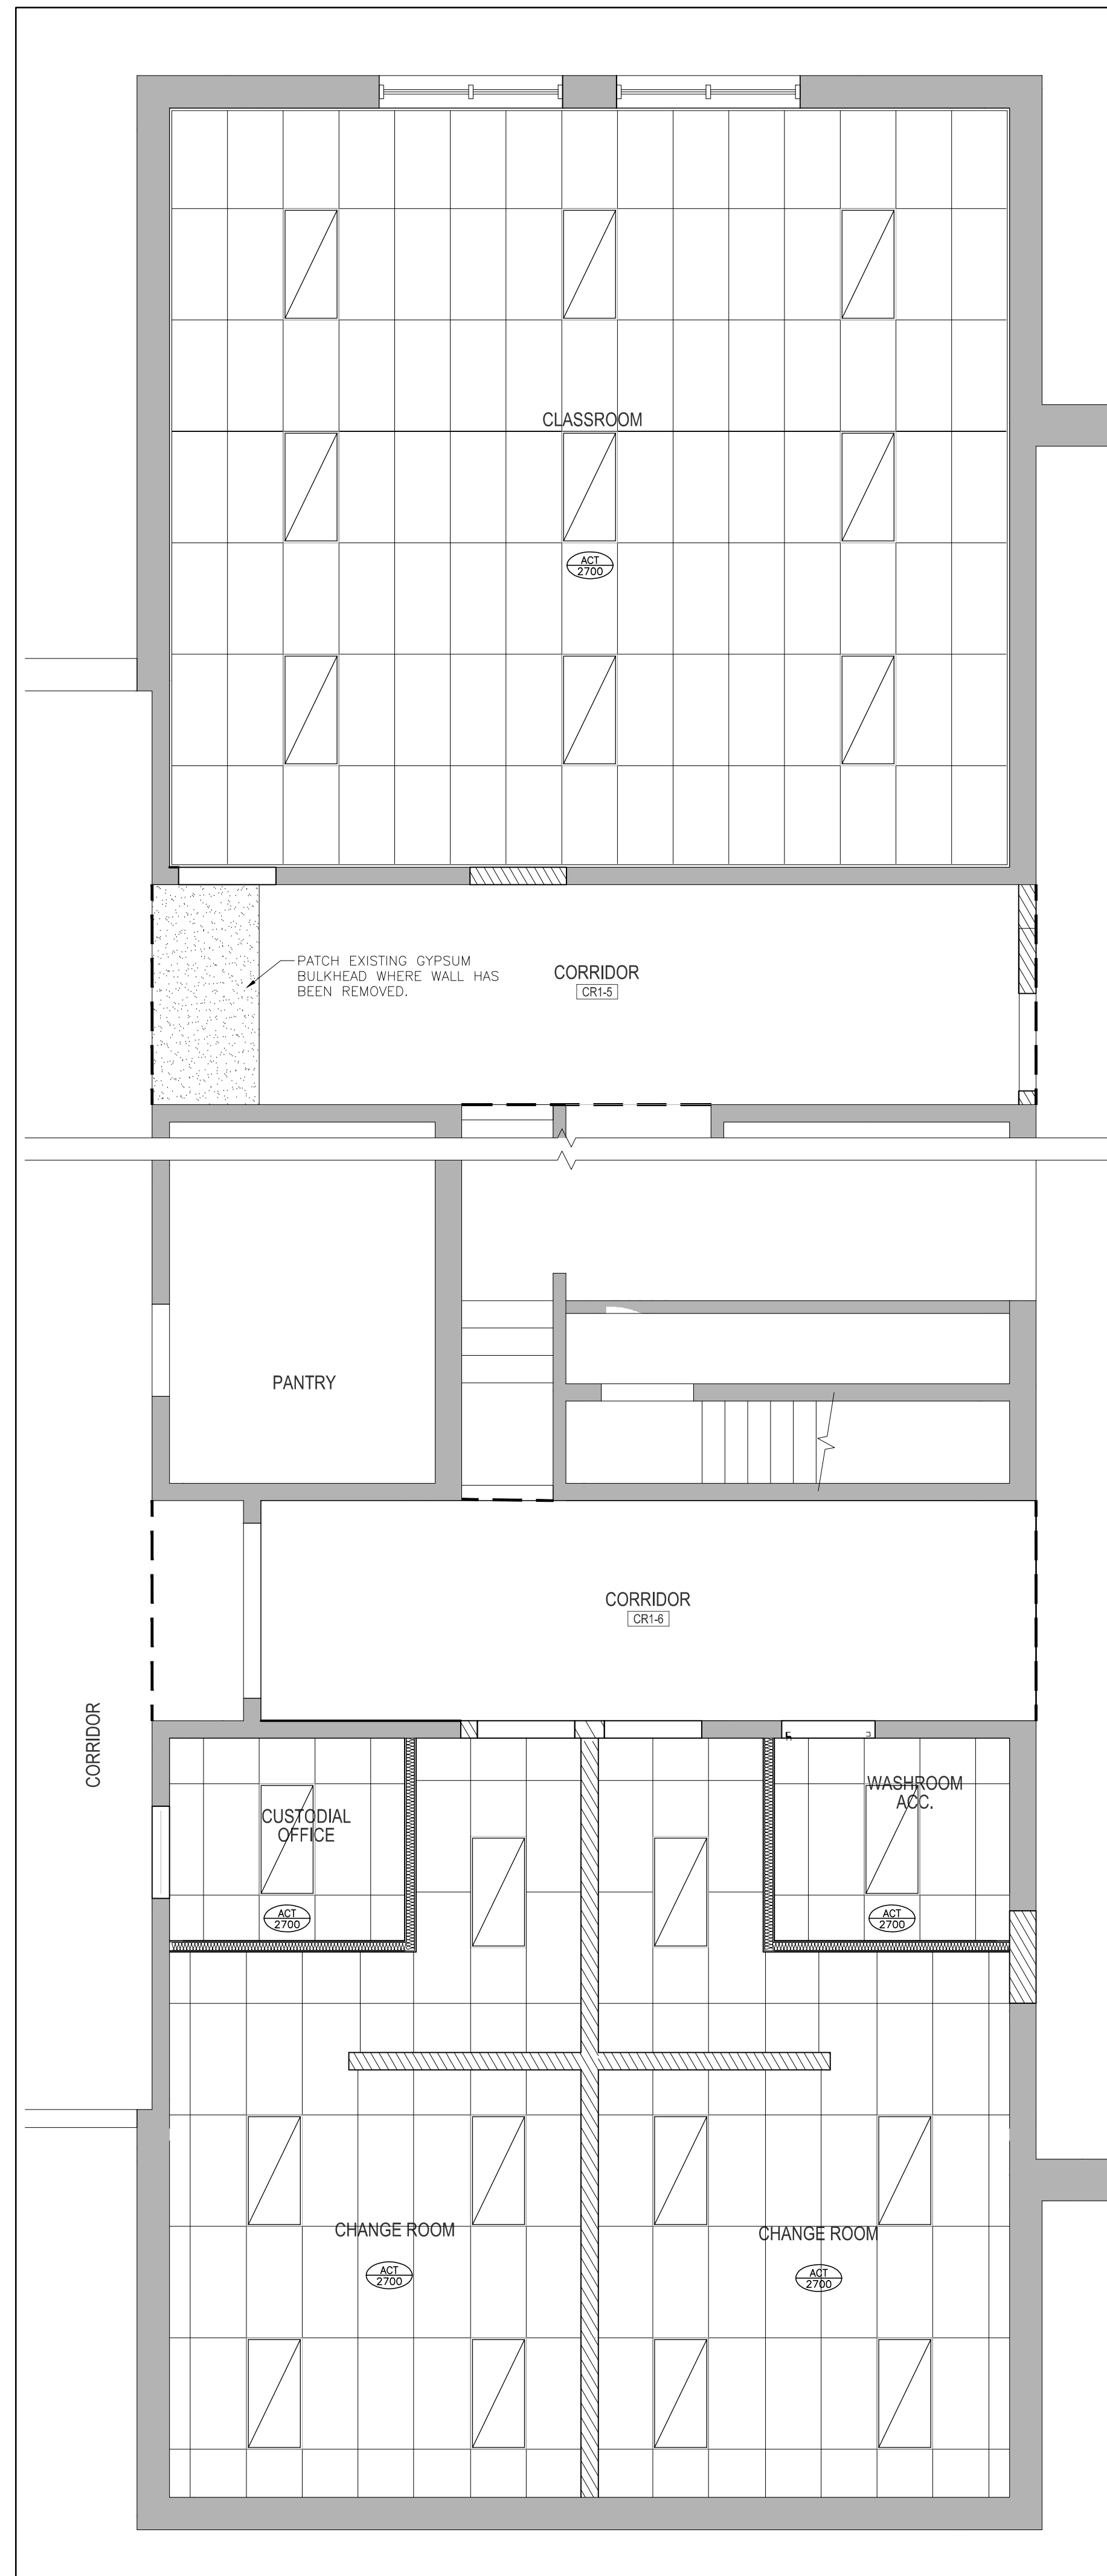 CLASSROOM
ACT
2700
PATCH EXISTING GYPSUM
BULKHEAD WHERE WALL HAS
BEEN REMOVED.
CORRIDOR
CR1-5
PANTRY
CORRIDOR
CR1-6
CORRIDOR
CUSTODIAL
OFFICE
ACT
2700
WASHROOM
ACC.
ACT
2700
CHANGE ROOM
ACT
2700
CHANGE ROOM
ACT
2700